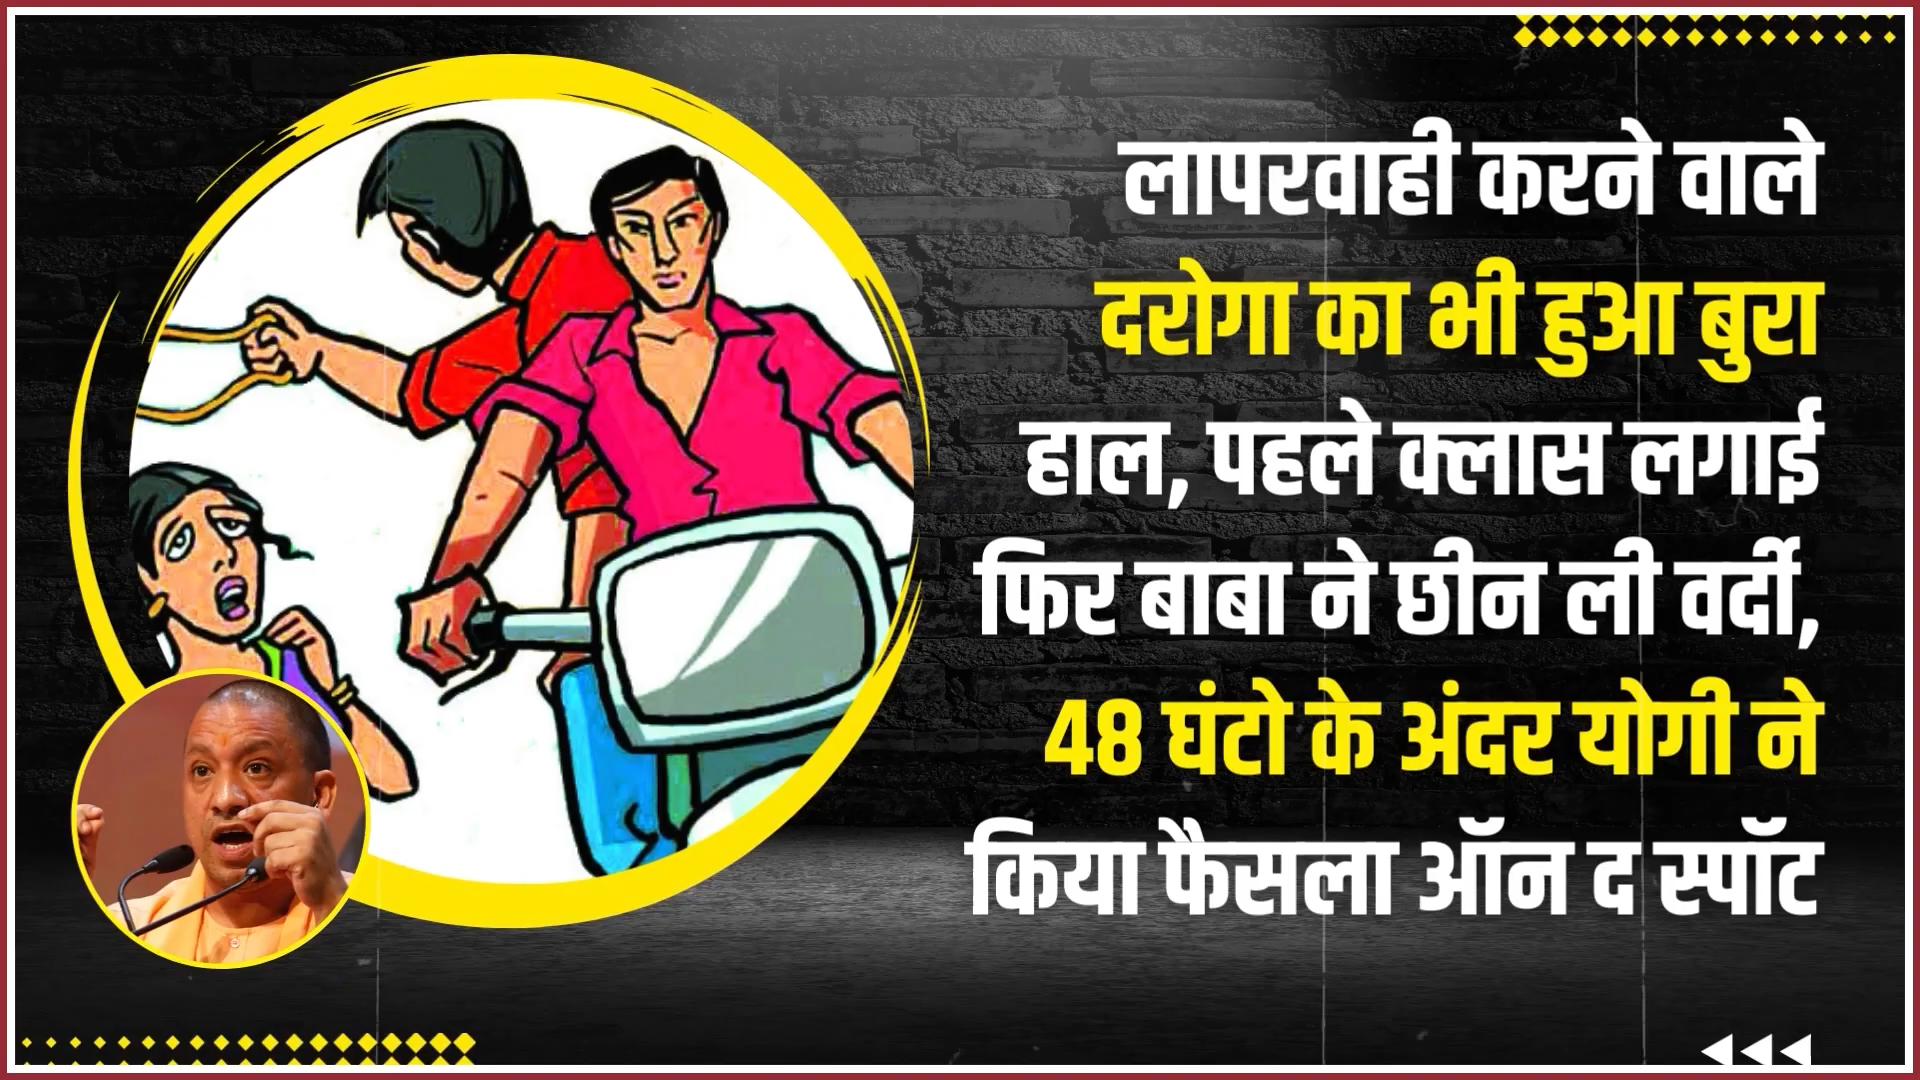 लापरवाही करने वाले
दरोगा का भी हुआ बुरा
हाल, पहले क्लास लगाई
फिर बाबा ने छीन ली वर्दी,
48 घंटो के अंदर योगी ने
किया फैसला ऑन द स्पॉट